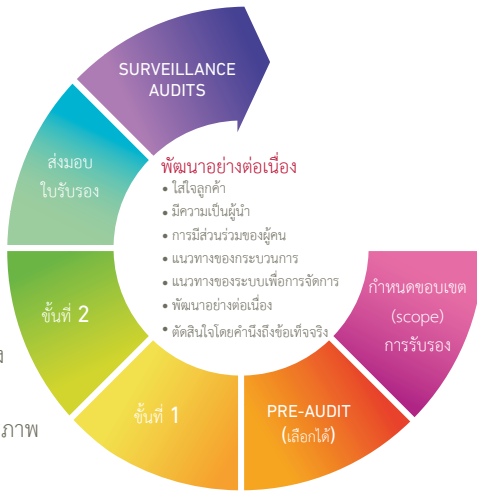 SURVEILLANCE
AUDITS
ส่งมอบ
ใบรับรอง
พัฒนาอย่างต่อเนื่อง
• ใส่ใจลูกค้า
• มีความเป็นผู้นำ
• การมีส่วนร่วมของผู้คน
• แนวทางของกระบวนการ
• แนวทางของระบบเพื่อการจัดการ
• พัฒนาอย่างต่อเนื่อง
• ตัดสินใจโดยคำนึงถึงข้อเท็จจริง
กำหนดขอบเขต
(scope)
การรับรอง
ขั้นที่ 2
ขั้นที่ 1
PRE-AUDIT
(เลือกได้)
ภาพ